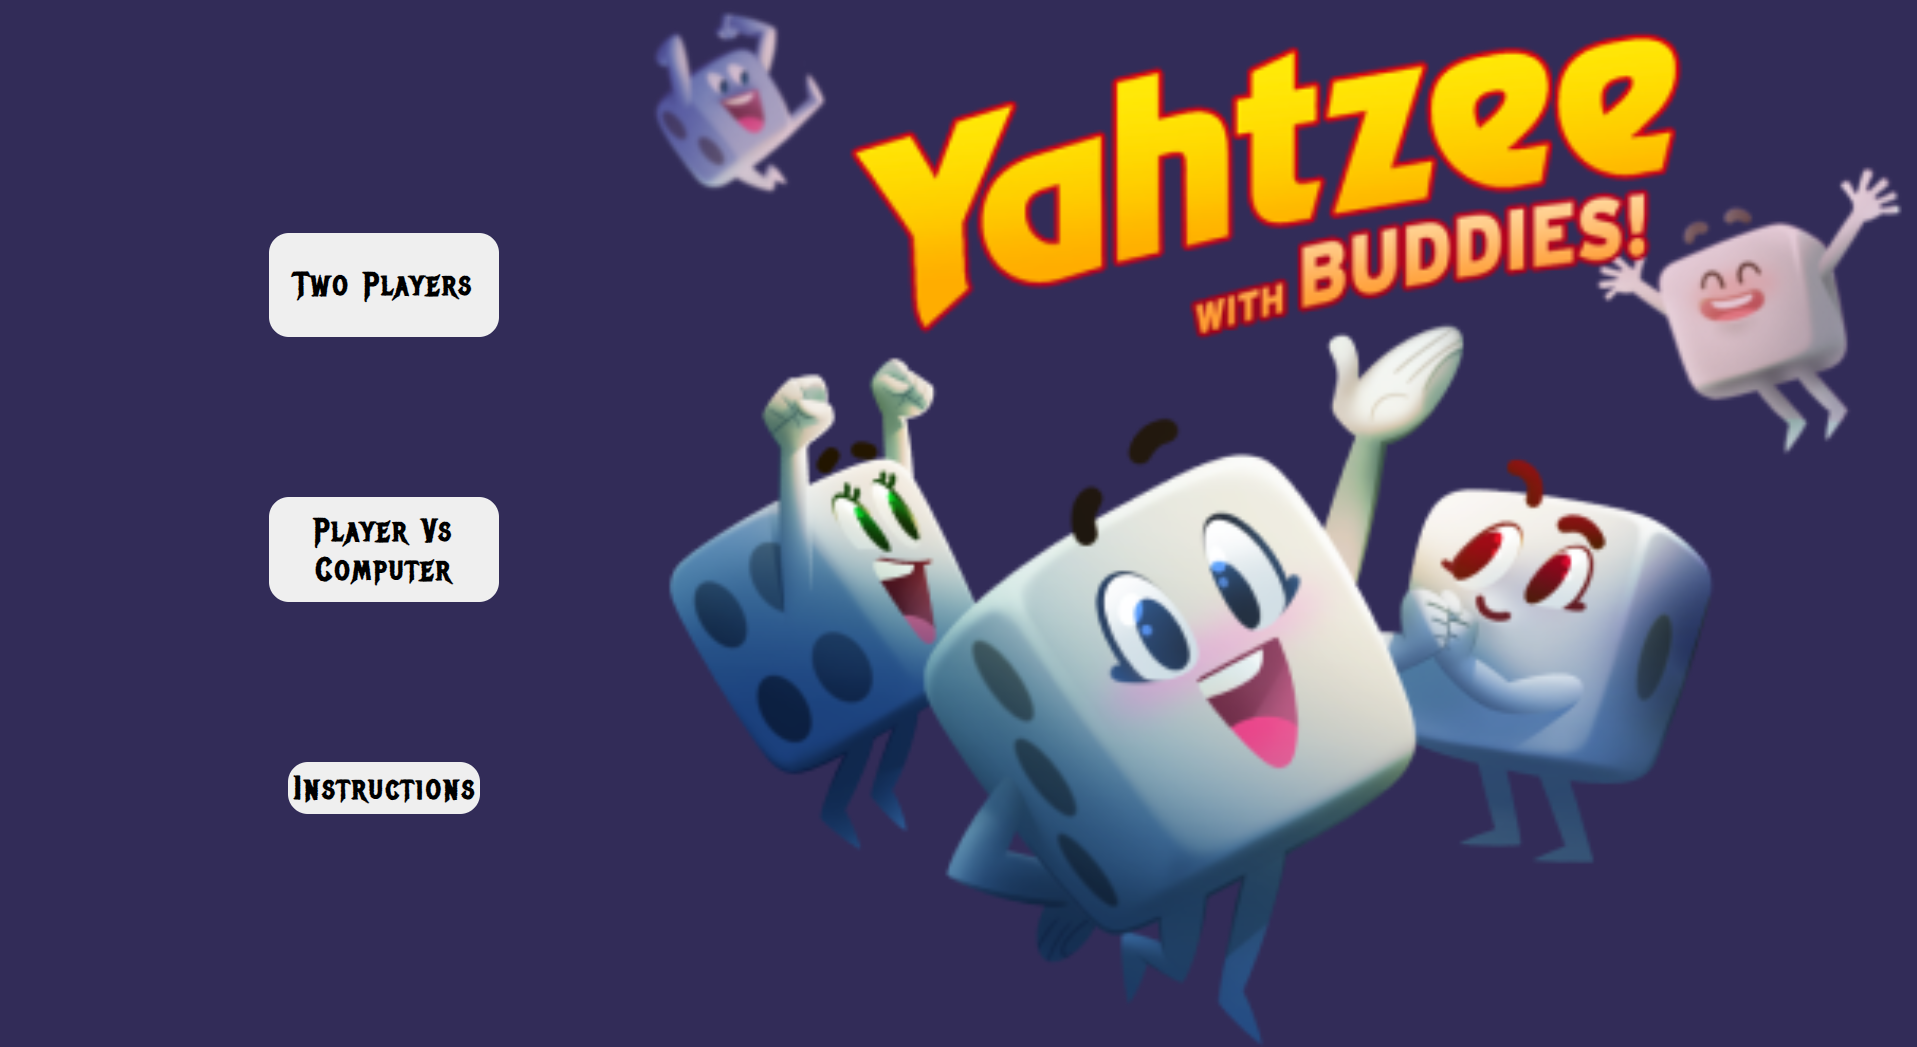 Two Players
Player Vs
Computer
Instructions
Yahtzee
WITH BUDDIES!